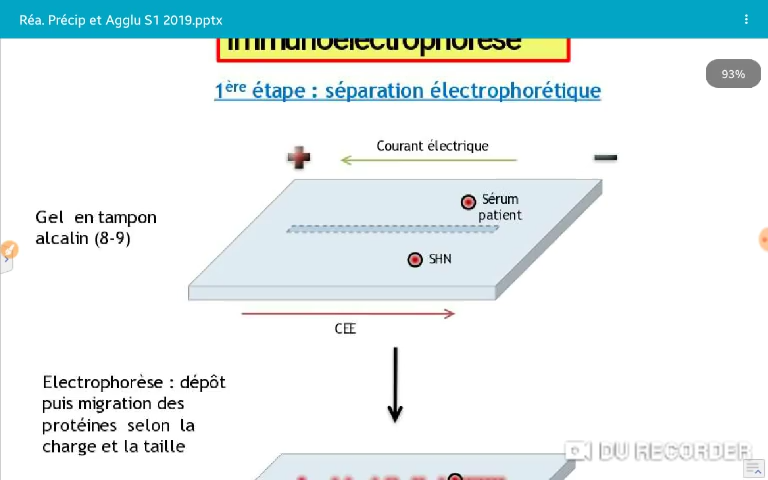 Réa. Précip et Agglu S1 2019.pptx
Immunoélectrophorèse
93%
1ère étape : séparation électrophorétique
Courant électrique
Sérum
patient
Gel en tampon
alcalin (8-9)
SHN
CEE
Electrophorèse : dépôt
puis migration des
protéines selon la
charge et la taille
DU RECORDER